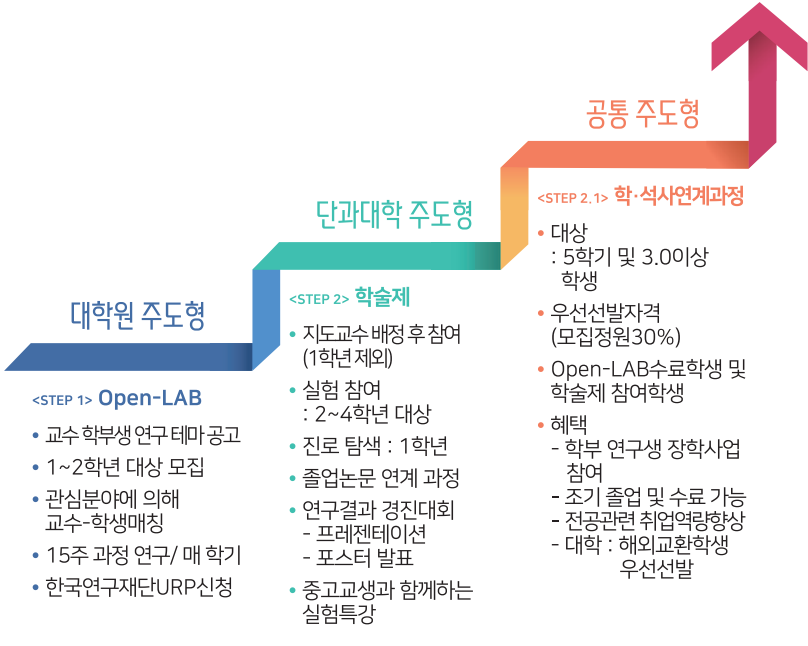 대학원 주도형
<STEP 1> Open-LAB
• 교수 학부생 연구 테마 공고
• 1~2학년 대상 모집
• 관심분야에 의해
교수-학생매칭
• 15주 과정 연구/ 매 학기
• 한국연구재단URP신청
단과대학 주도형
<STEP 2> 학술제
• 지도교수 배정 후 참여
(1학년 제외)
• 실험 참여
: 2~4학년 대상
• 진로 탐색 : 1학년
• 졸업논문 연계 과정
• 연구결과 경진대회
- 프레젠테이션
- 포스터 발표
• 중고교생과 함께하는
실험특강
공통 주도형
<STEP 2.1> 학·석사연계과정
• 대상
: 5학기 및 3.0이상
학생
• 우선선발자격
(모집정원30%)
• Open-LAB수료학생 및
학술제 참여학생
• 혜택
- 학부 연구생 장학사업
참여
- 조기 졸업 및 수료 가능
- 전공관련 취업역량향상
- 대학 : 해외교환학생
우선선발